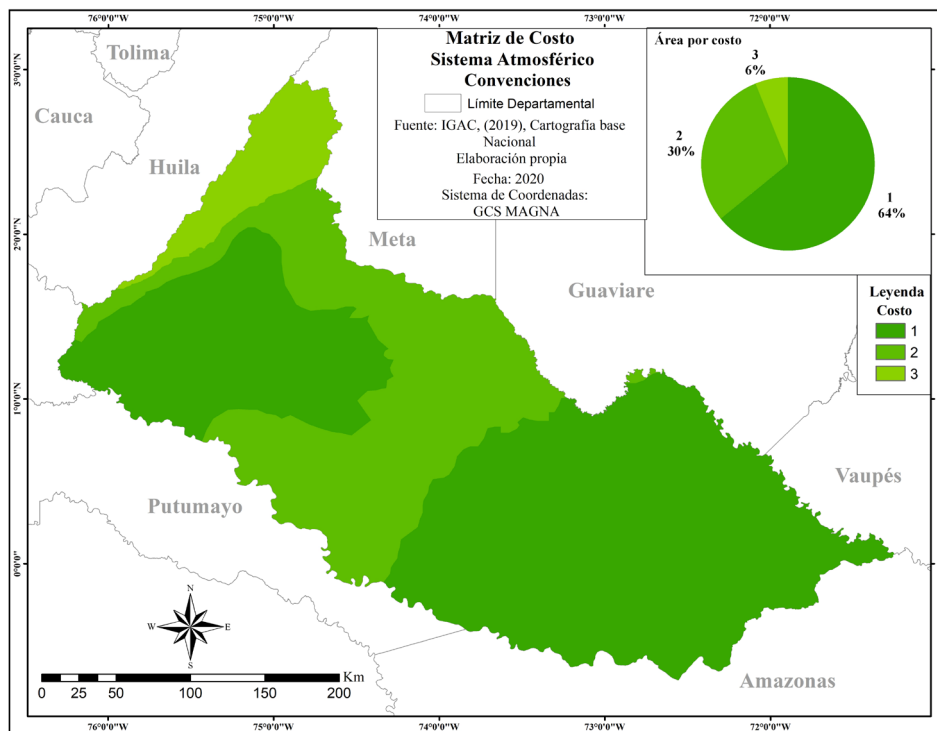 76°0'0"W
75°0'0"W
74°0'0"W
73°0'0"W
72°0'0"W
Matriz de Costo
Sistema Atmosférico
Convenciones
Límite Departamental
Fuente: IGAC, (2019), Cartografía base
Nacional
Elaboración propia
Fecha: 2020
Sistema de Coordenadas:
GCS MAGNA
Área por costo
3
6%
2
30%
1
64%
Leyenda
Costo
1
2
3
Tolima
Cauca
Huila
Meta
Guaviare
Vaupés
Putumayo
Amazonas
3°0'0"N
2°0'0"N
1°0'0"N
0°0'0"
N
W
E
S
Km
0
25
50
100
150
200
76°0'0"W
75°0'0"W
74°0'0"W
73°0'0"W
72°0'0"W